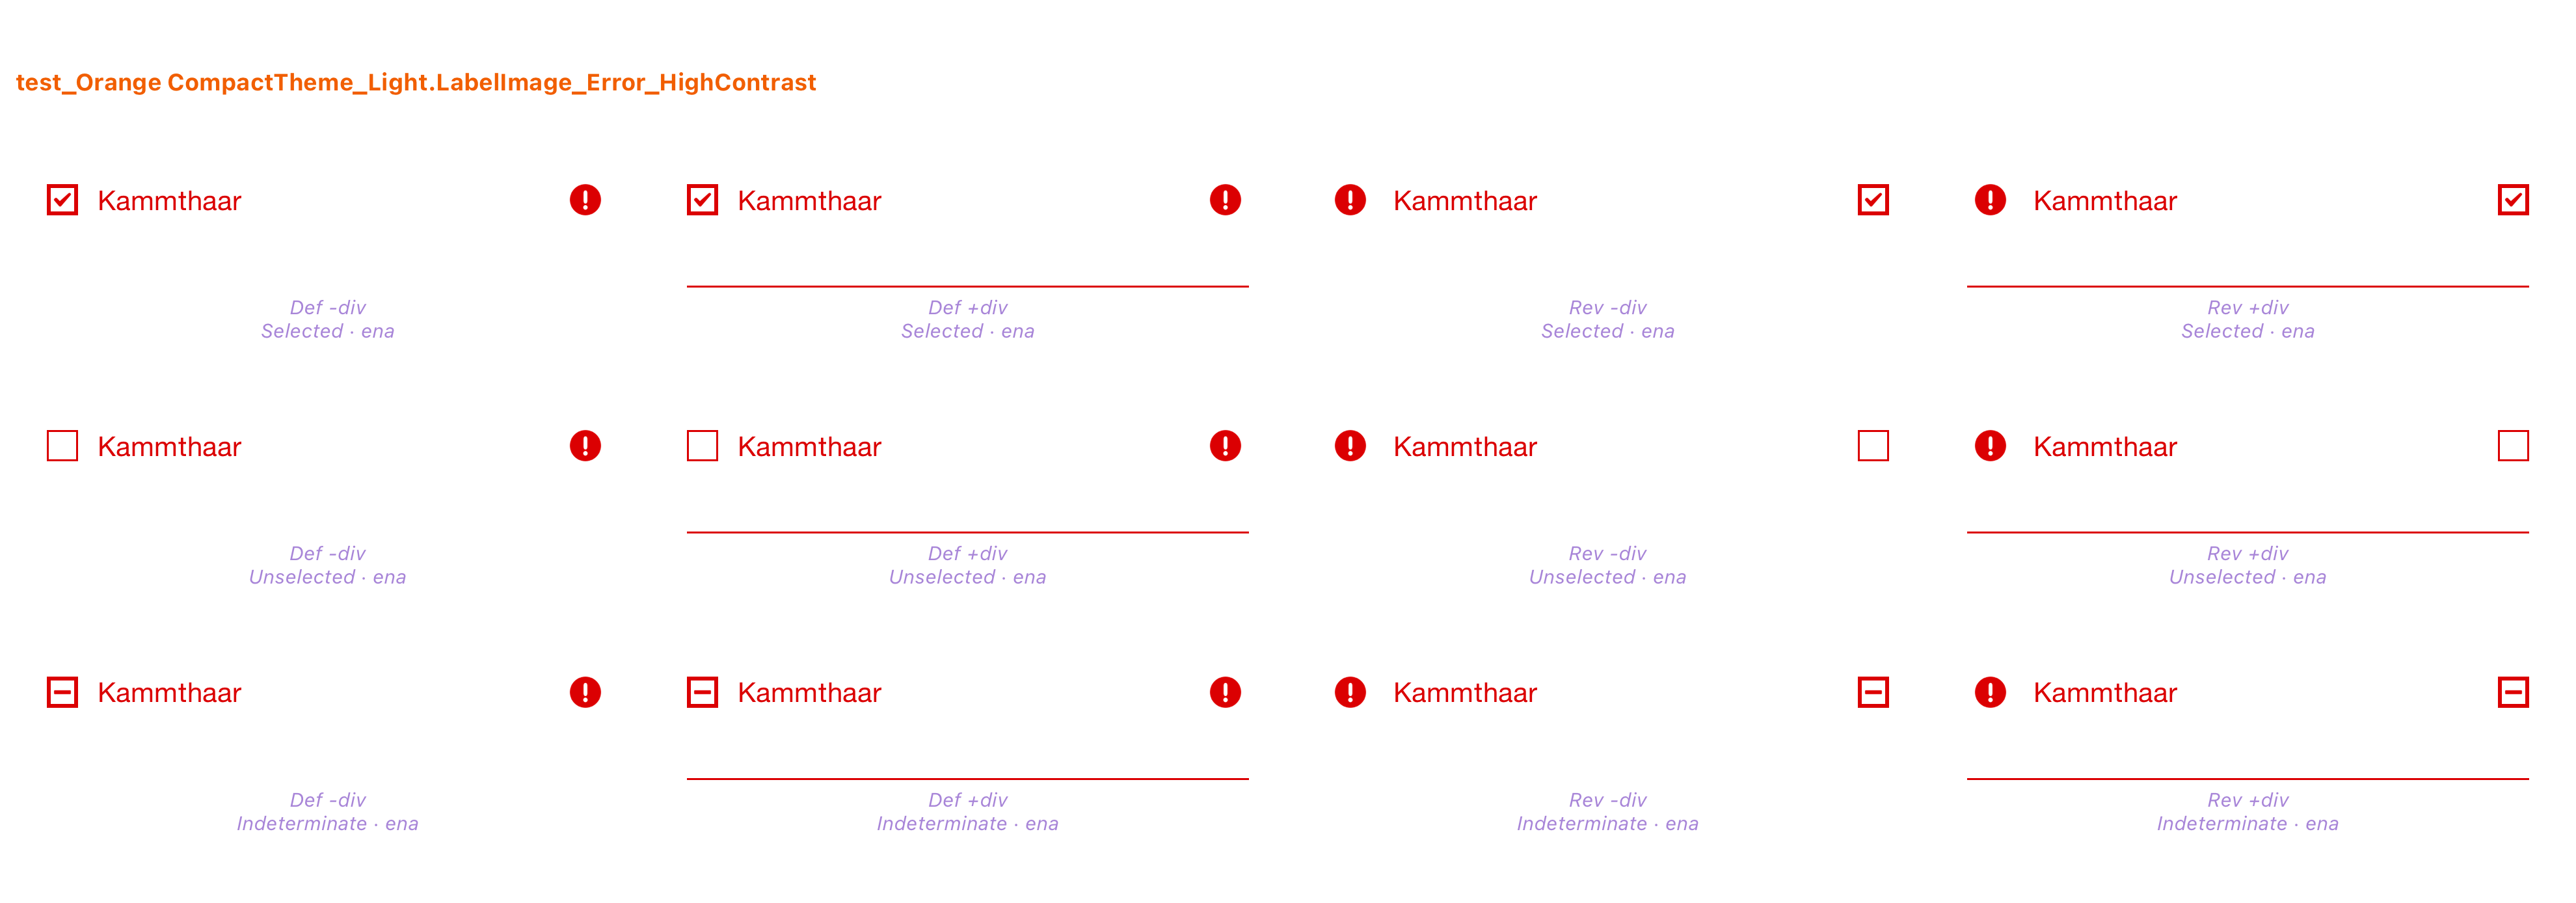 test_Orange CompactTheme_Light.LabelImage_Error_HighContrast
Kammthaar
Kammthaar
Kammthaar
Kammthaar
Def -div
Selected · ena
Def +div
Selected · ena
Rev -div
Selected · ena
Rev +div
Selected · ena
Kammthaar
Kammthaar
Kammthaar
Kammthaar
Def -div
Unselected · ena
Def +div
Unselected · ena
Rev -div
Unselected · ena
Rev +div
Unselected · ena
Kammthaar
Kammthaar
Kammthaar
Kammthaar
Def -div
Indeterminate · ena
Def +div
Indeterminate · ena
Rev -div
Indeterminate · ena
Rev +div
Indeterminate · ena